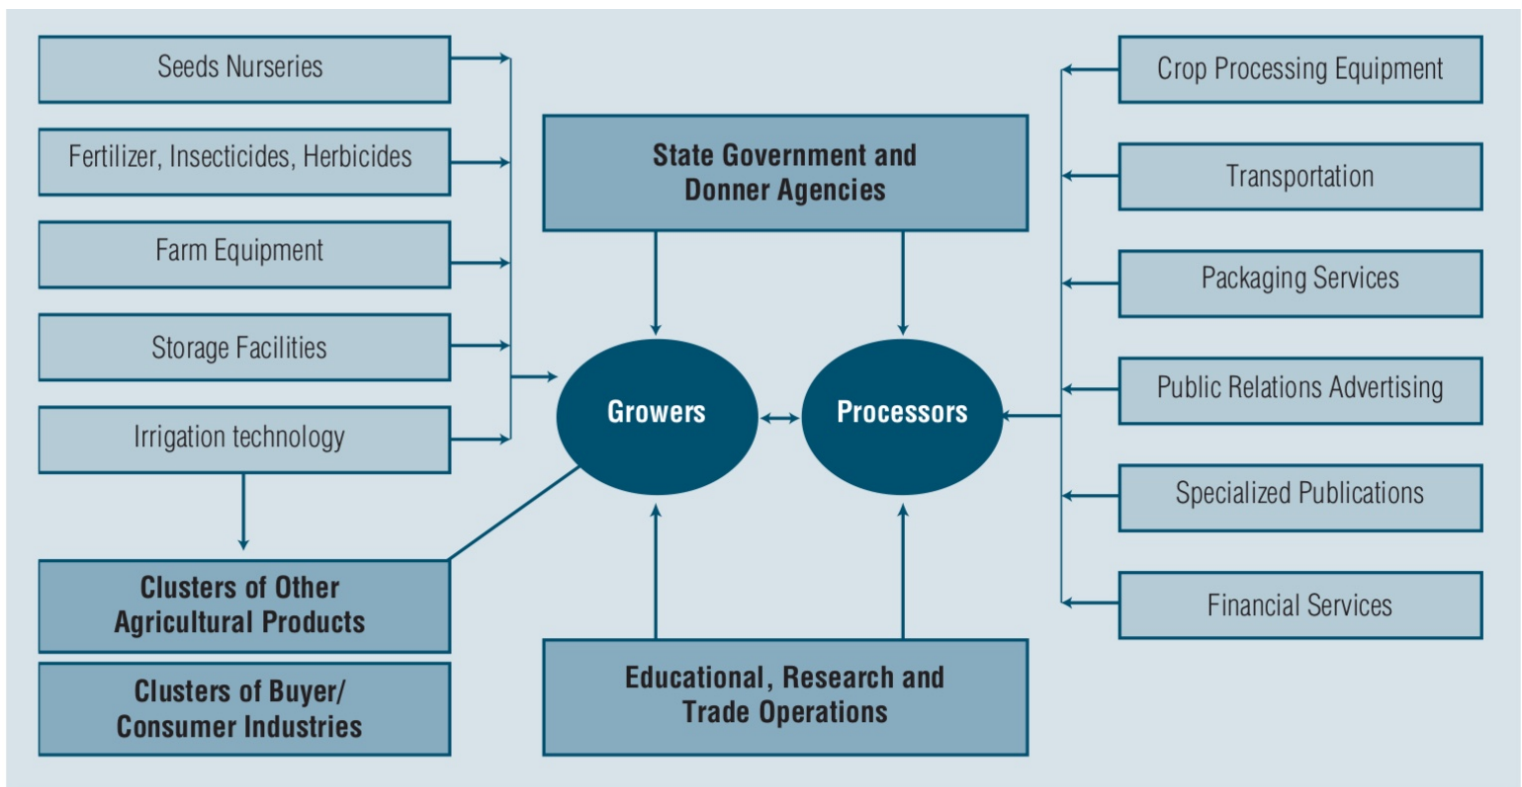 Seeds Nurseries
Fertilizer, Insecticides, Herbicides
Farm Equipment
Storage Facilities
Irrigation technology
Clusters of Other
Agricultural Products
Clusters of Buyer/
Consumer Industries
State Government and
Donner Agencies
Growers
Processors
Educational, Research and
Trade Operations
Crop Processing Equipment
Transportation
Packaging Services
Public Relations Advertising
Specialized Publications
Financial Services